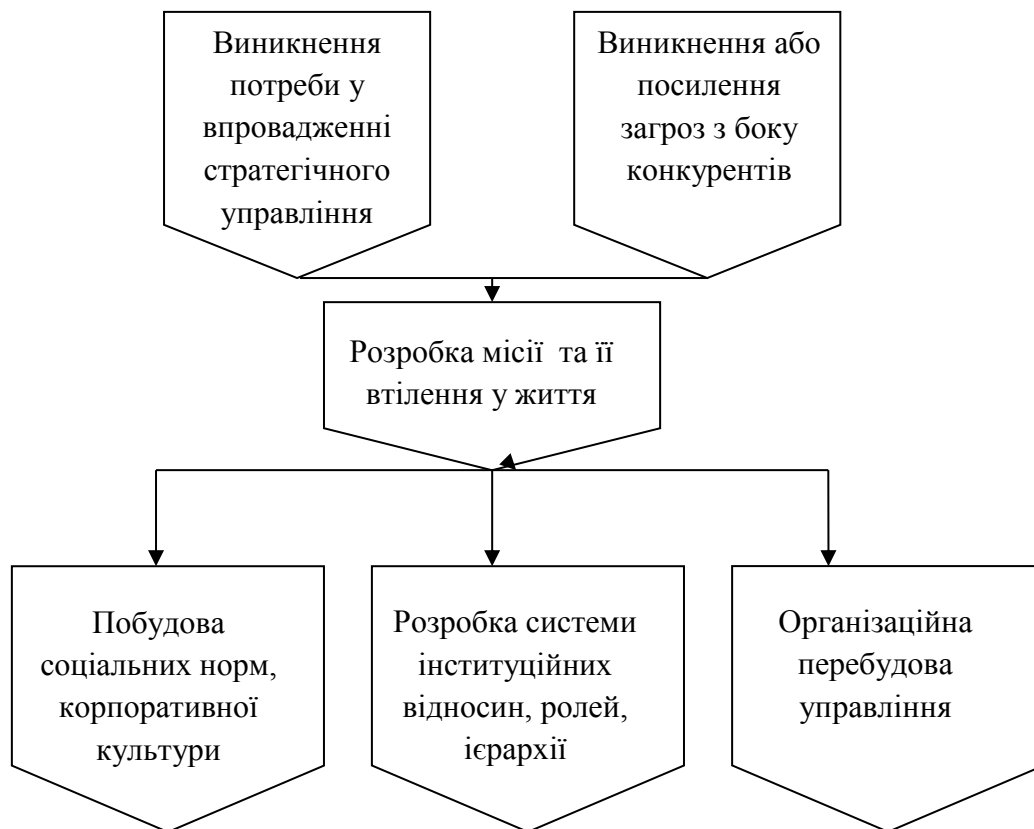 Виникнення
потреби у
впровадженні
стратегічного
управління
Виникнення або
посилення
загроз з боку
конкурентів
Розробка місії та її
втілення у життя
Побудова
соціальних норм,
корпоративної
культури
Розробка системи
інституційних
відносин, ролей,
ієрархії
Організаційна
перебудова
управління